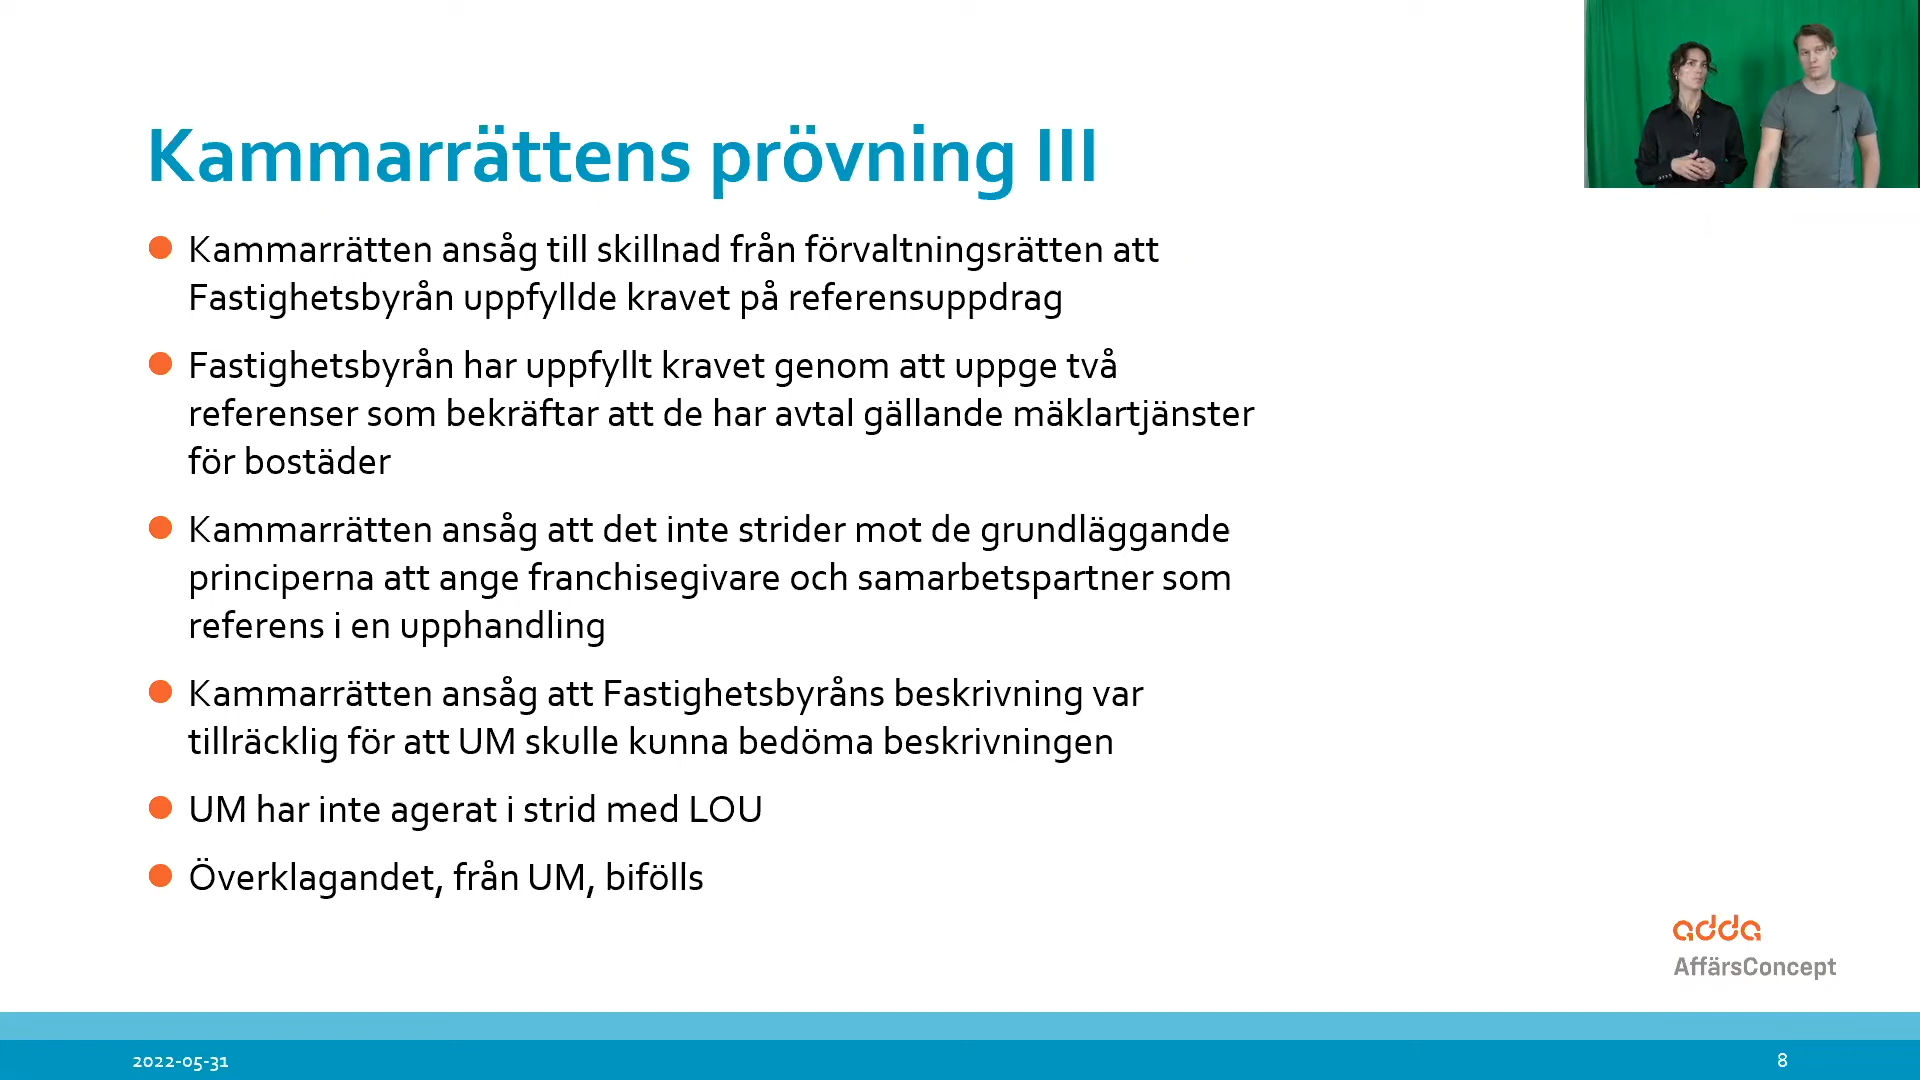 Kammarrättens prövning III
Kammarrätten ansåg till skillnad från förvaltningsrätten att
Fastighetsbyrån uppfyllde kravet på referensuppdrag
Fastighetsbyrån har uppfyllt kravet genom att uppge två
referenser som bekräftar att de har avtal gällande mäklartjänster
för bostäder
Kammarrätten ansåg att det inte strider mot de grundläggande
principerna att ange franchisegivare och samarbetspartner som
referens i en upphandling
Kammarrätten ansåg att Fastighetsbyråns beskrivning var
tillräcklig för att UM skulle kunna bedöma beskrivningen
UM har inte agerat i strid med LOU
Överklagandet, från UM, bifölls
adda
AffärsConcept
2022-05-31
8